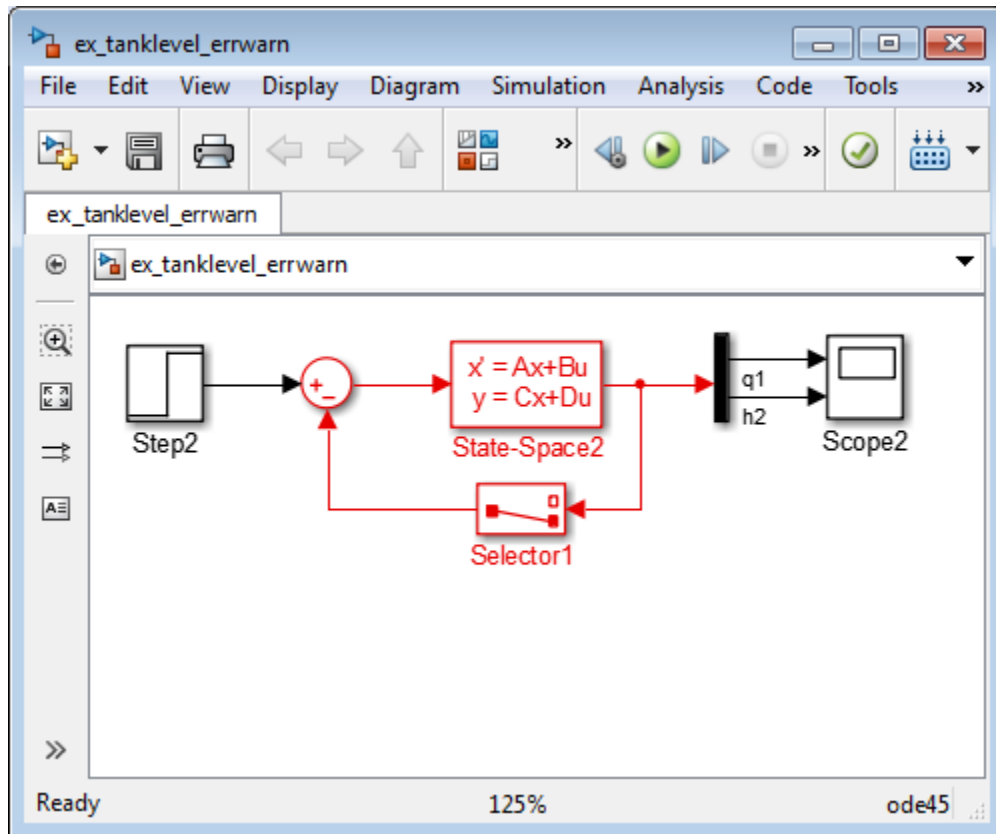 ex_tanklevel_errwarn
File Edit View Display Diagram Simulation Analysis Code Tools »
ex_tanklevel_errwarn
ex_tanklevel_errwarn
x' = Ax+Bu
y = Cx+Du
q1
h2
Step2
State-Space2
Scope2
Selector1
Ready 125% ode45